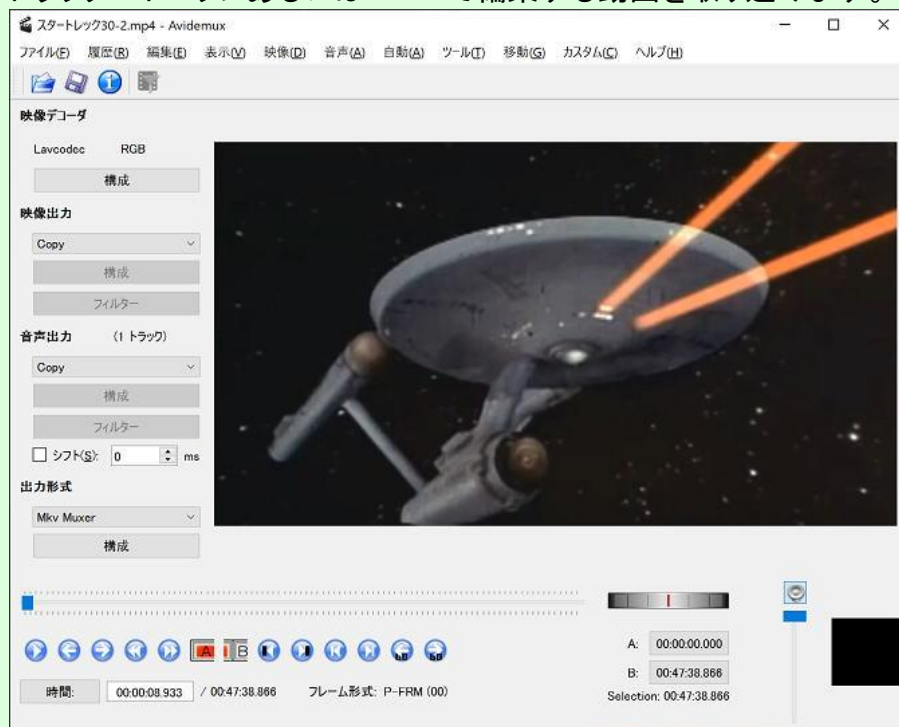 スタートレック30-2.mp4 - Avidemux
ファイル(F) 履歴(R) 編集(E) 表示(V) 映像(D) 音声(A) 自動(A) ツール(T) 移動(G) カスタム(C) ヘルプ(H)
映像デコーダ
Lavcodec RGB
構成
映像出力
Copy
構成
フィルター
音声出力 (1 トラック)
Copy
構成
フィルター
シフト(S): 0 ms
出力形式
Mkv Muxer
構成
A B
60 60
A: 00:00:00.000
B: 00:47:38.866
時間: 00:00:08.933 / 00:47:38.866 フレーム形式: P-FRM (00)
Selection: 00:47:38.866